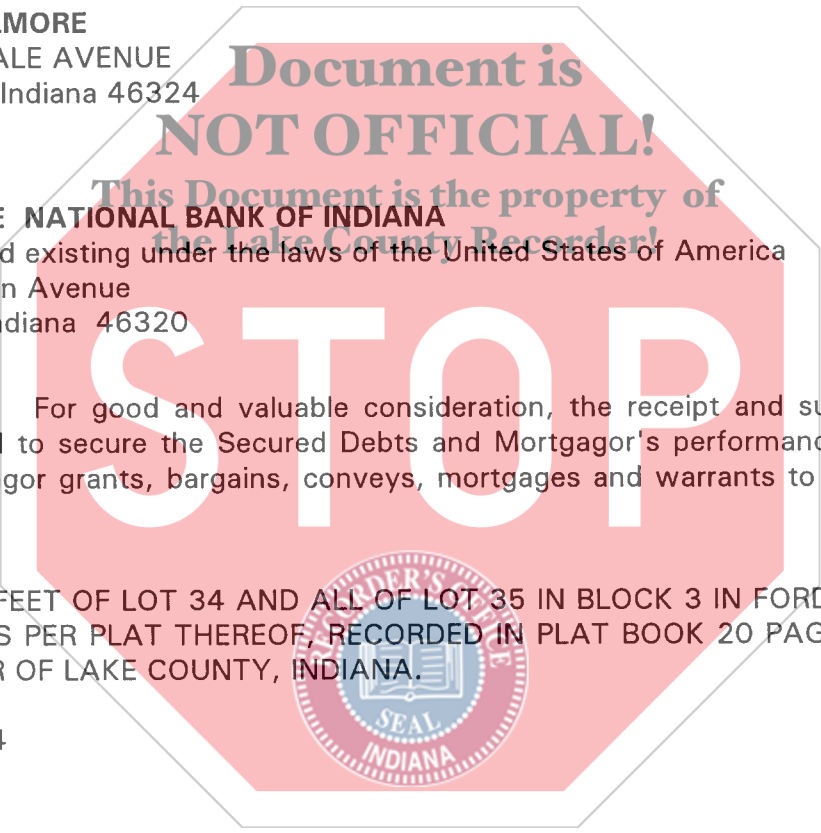 LMORE
ALE AVENUE
Indiana 46324
Document is
NOT OFFICIAL!
This Document is the property of
the Lake County Recorder!
E NATIONAL BANK OF INDIANA
d existing under the laws of the United States of America
n Avenue
ndiana 46320
STOP
For good and valuable consideration, the receipt and su
d to secure the Secured Debts and Mortgagor's performanc
gor grants, bargains, conveys, mortgages and warrants to
FEET OF LOT 34 AND ALL OF LOT 35 IN BLOCK 3 IN FORD
S PER PLAT THEREOF, RECORDED IN PLAT BOOK 20 PAG
R OF LAKE COUNTY, INDIANA.
RECORDER'S OFFICE
SEAL
INDIANA
4